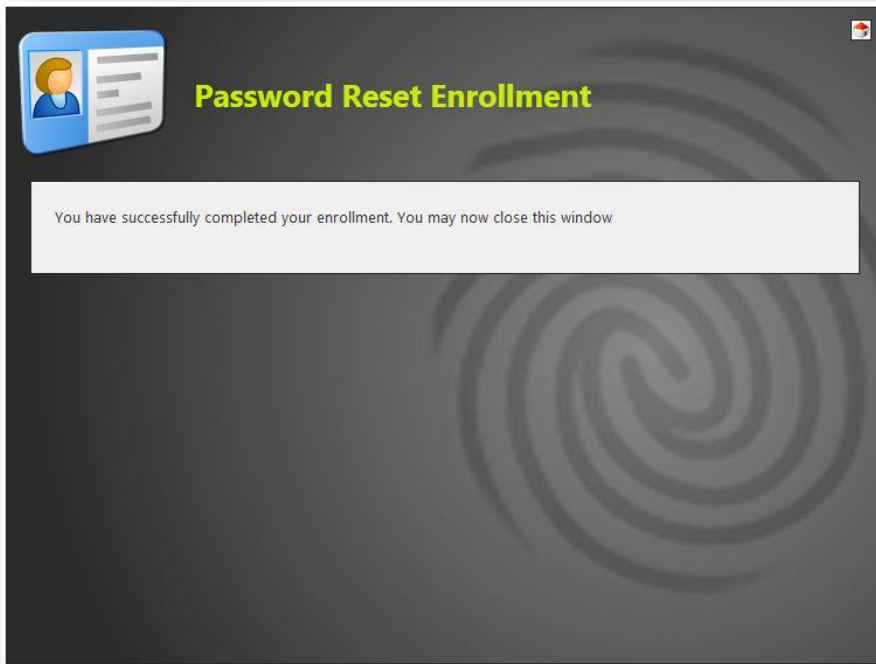 Password Reset Enrollment
You have successfully completed your enrollment. You may now close this window